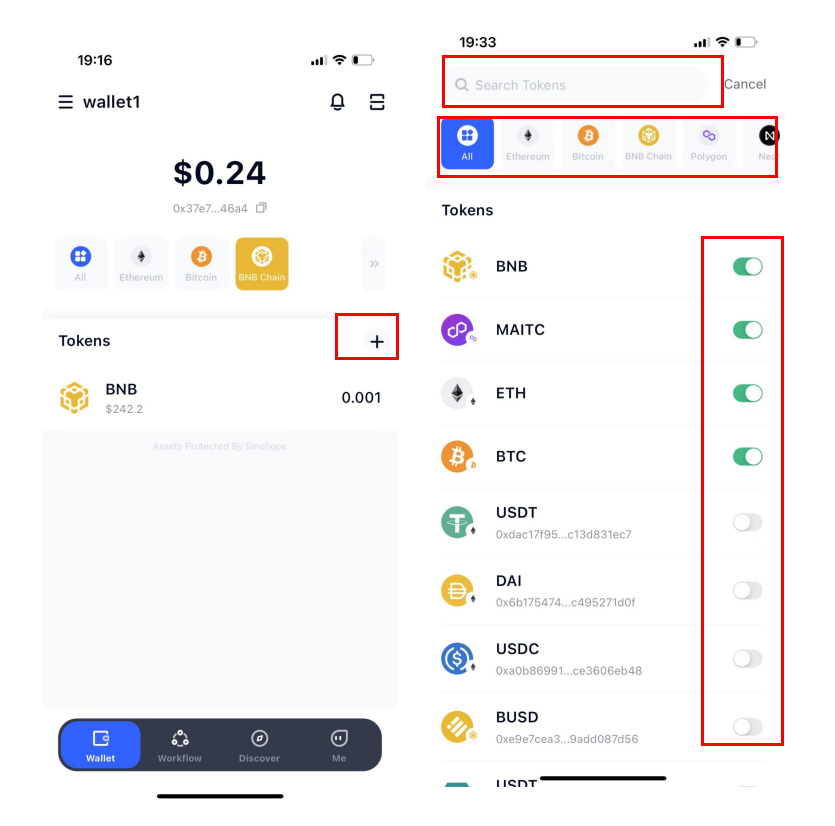 19:16
wallet1
$0.24
0x37e7...46a4
All
Ethereum
Bitcoin
BNB Chain
Tokens
BNB
$242.2
0.001
Assets Protected By Sinohope
Wallet
Workflow
Discover
Me
19:33
Search Tokens
Cancel
All
Ethereum
Bitcoin
BNB Chain
Polygon
Nea
Tokens
BNB
MAITC
ETH
BTC
USDT
0xdac17f95...c13d831ec7
DAI
0x6b175474...c495271d0f
USDC
0xa0b86991...ce3606eb48
BUSD
0xe9e7cea3...9add087d56
USDT